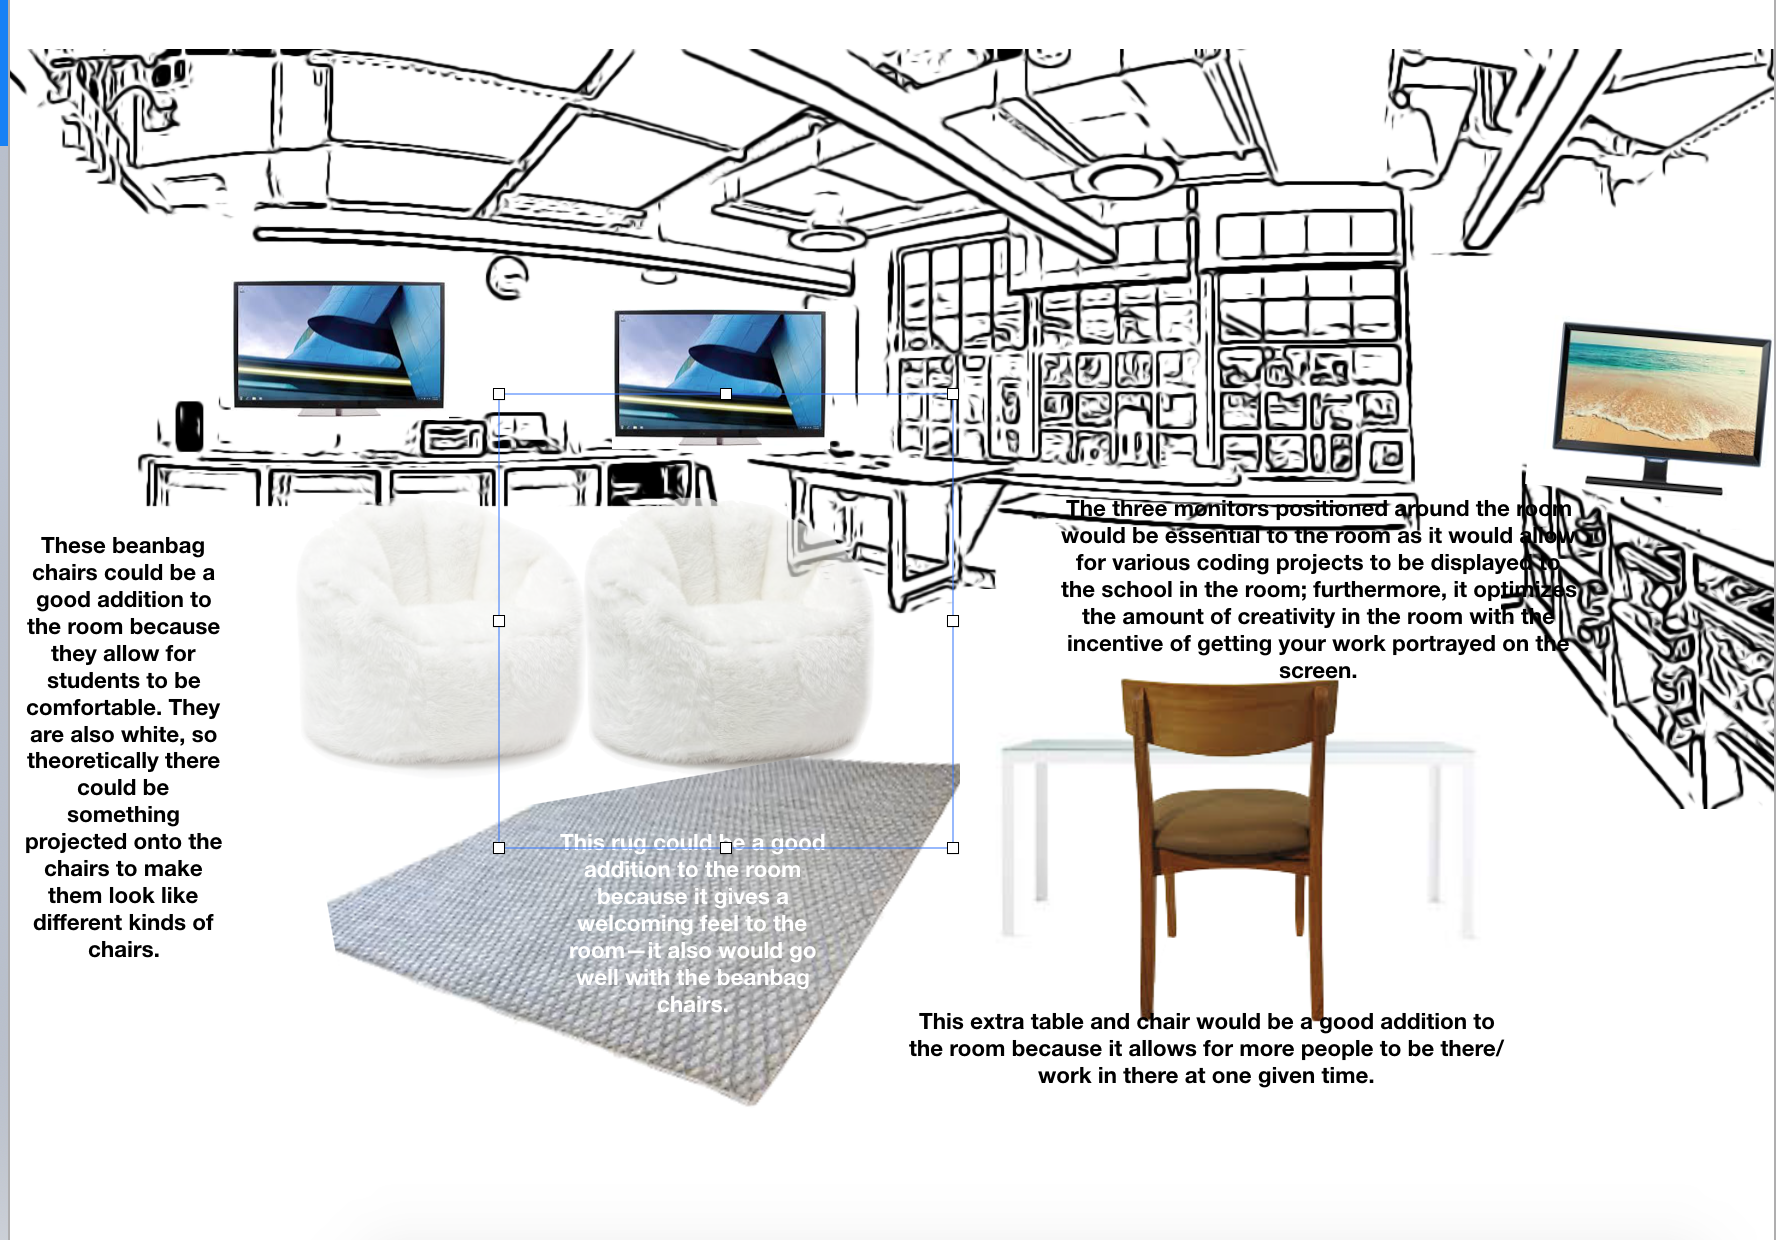 These beanbag
chairs could be a
good addition to
the room because
they allow for
students to be
comfortable. They
are also white, so
theoretically there
could be
something
projected onto the
chairs to make
them look like
different kinds of
chairs.
This rug could be a good
addition to the room
because it gives a
welcoming feel to the
room—it also would go
well with the beanbag
chairs.
The three monitors positioned around the room
would be essential to the room as it would allow
for various coding projects to be displayed to
the school in the room; furthermore, it optimizes
the amount of creativity in the room with the
incentive of getting your work portrayed on the
screen.
This extra table and chair would be a good addition to
the room because it allows for more people to be there/
work in there at one given time.